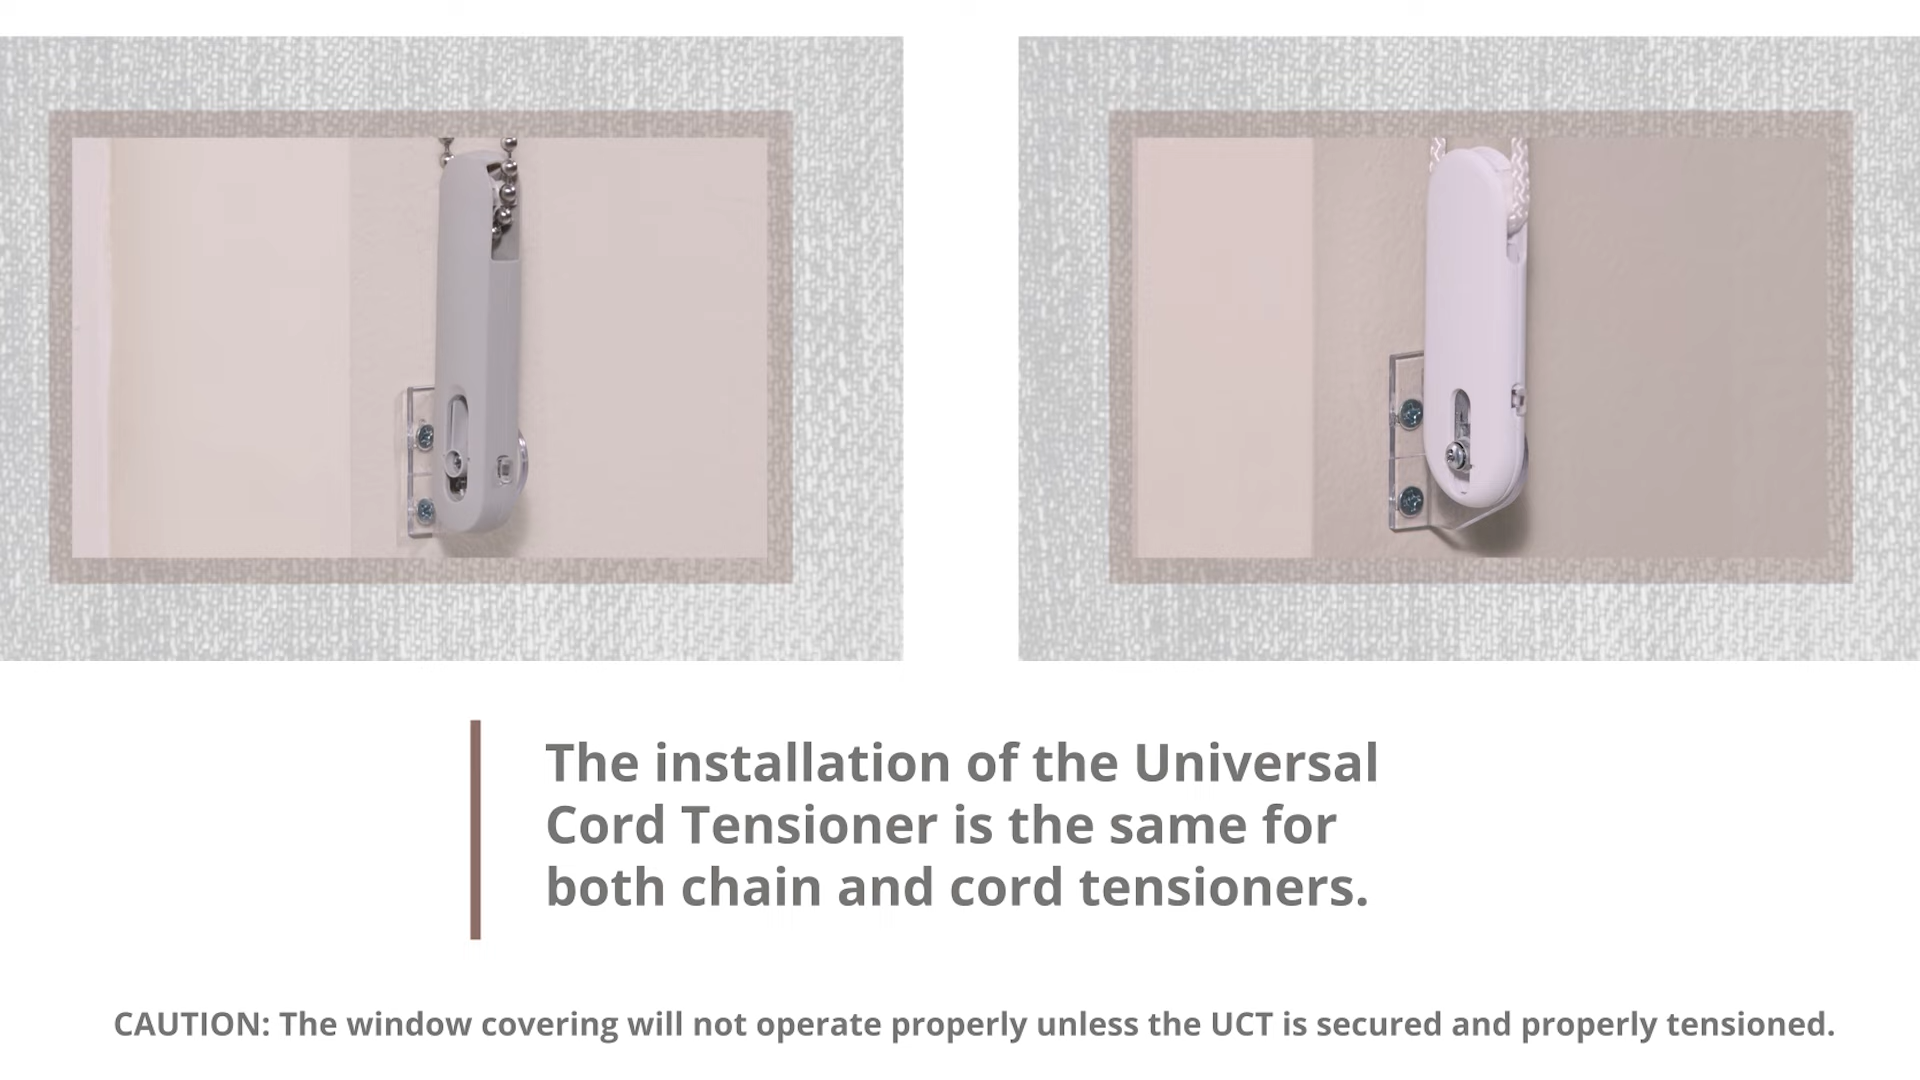 The installation of the Universal
Cord Tensioner is the same for
both chain and cord tensioners.
CAUTION: The window covering will not operate properly unless the UCT is secured and properly tensioned.